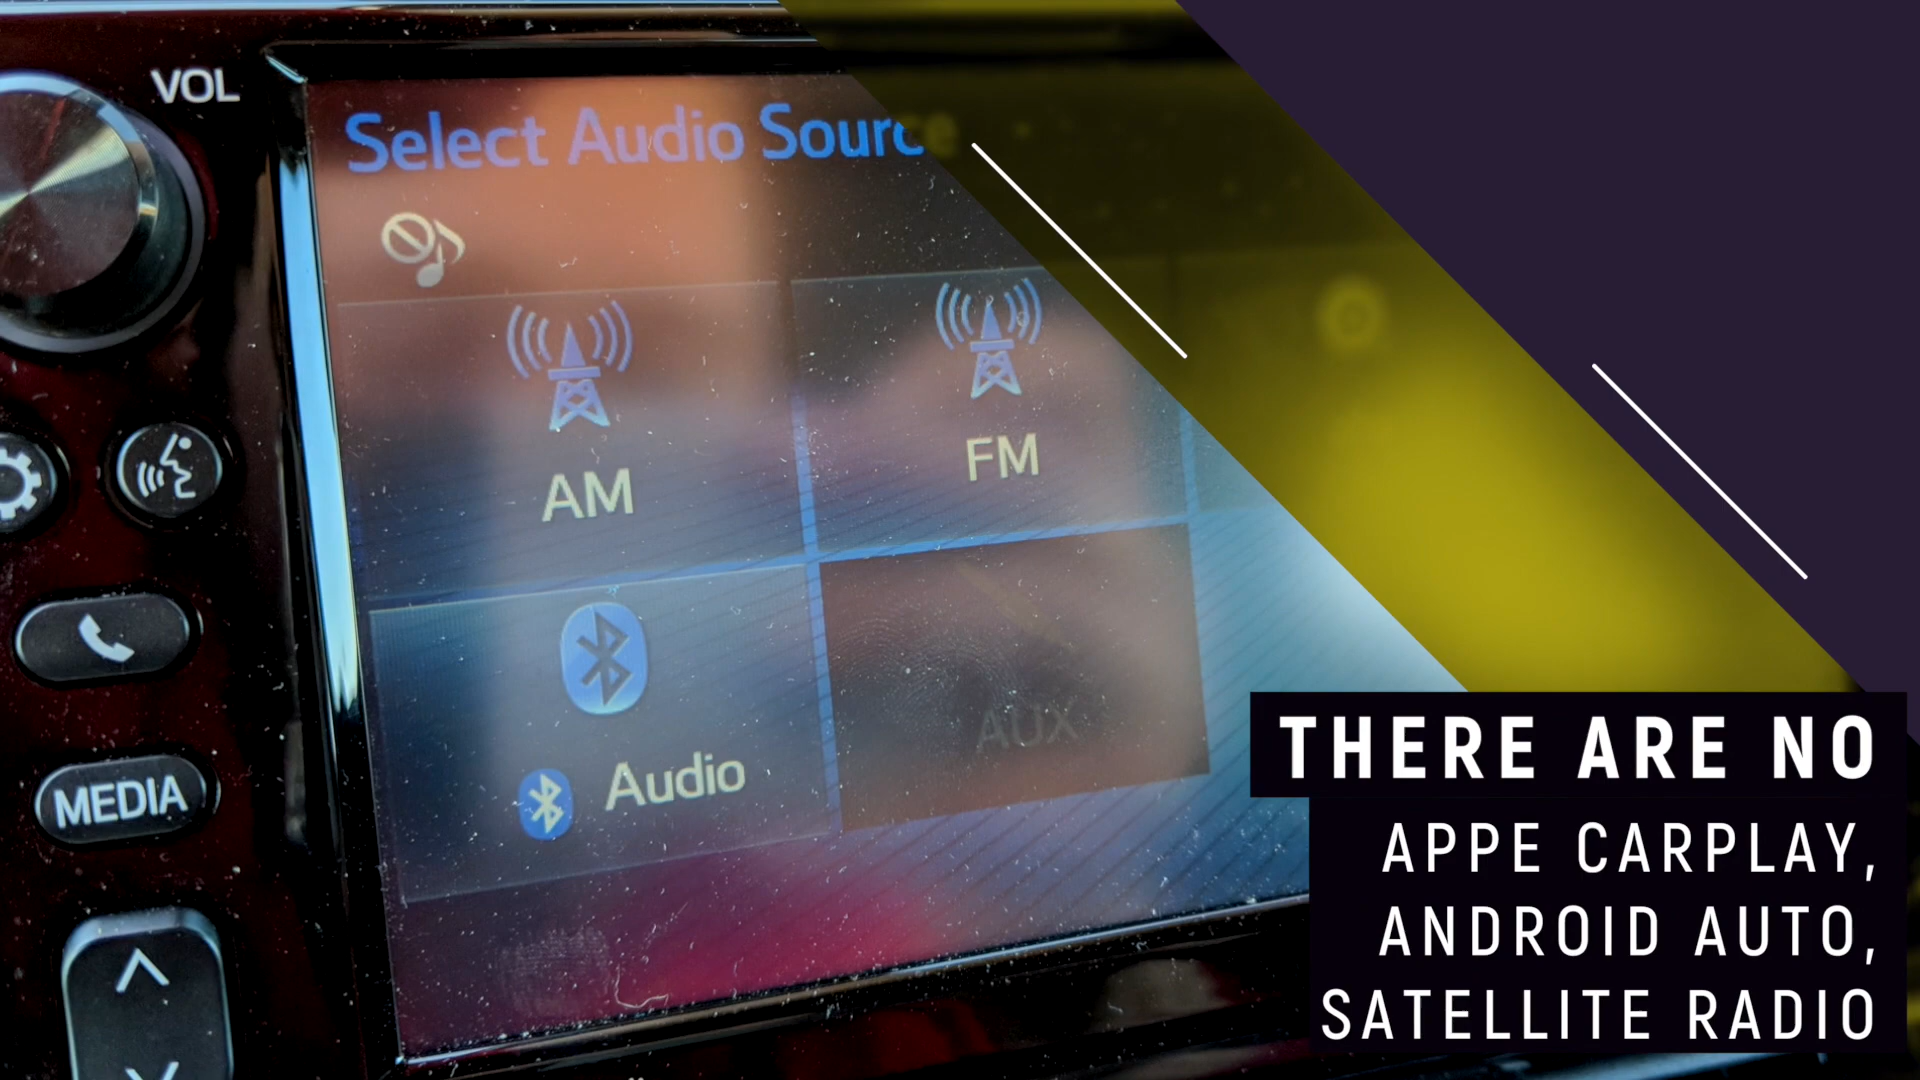 VOL
Select Audio Source
AM
FM
Audio
AUX
MEDIA
THERE ARE NO
APPE CARPLAY,
ANDROID AUTO,
SATELLITE RADIO